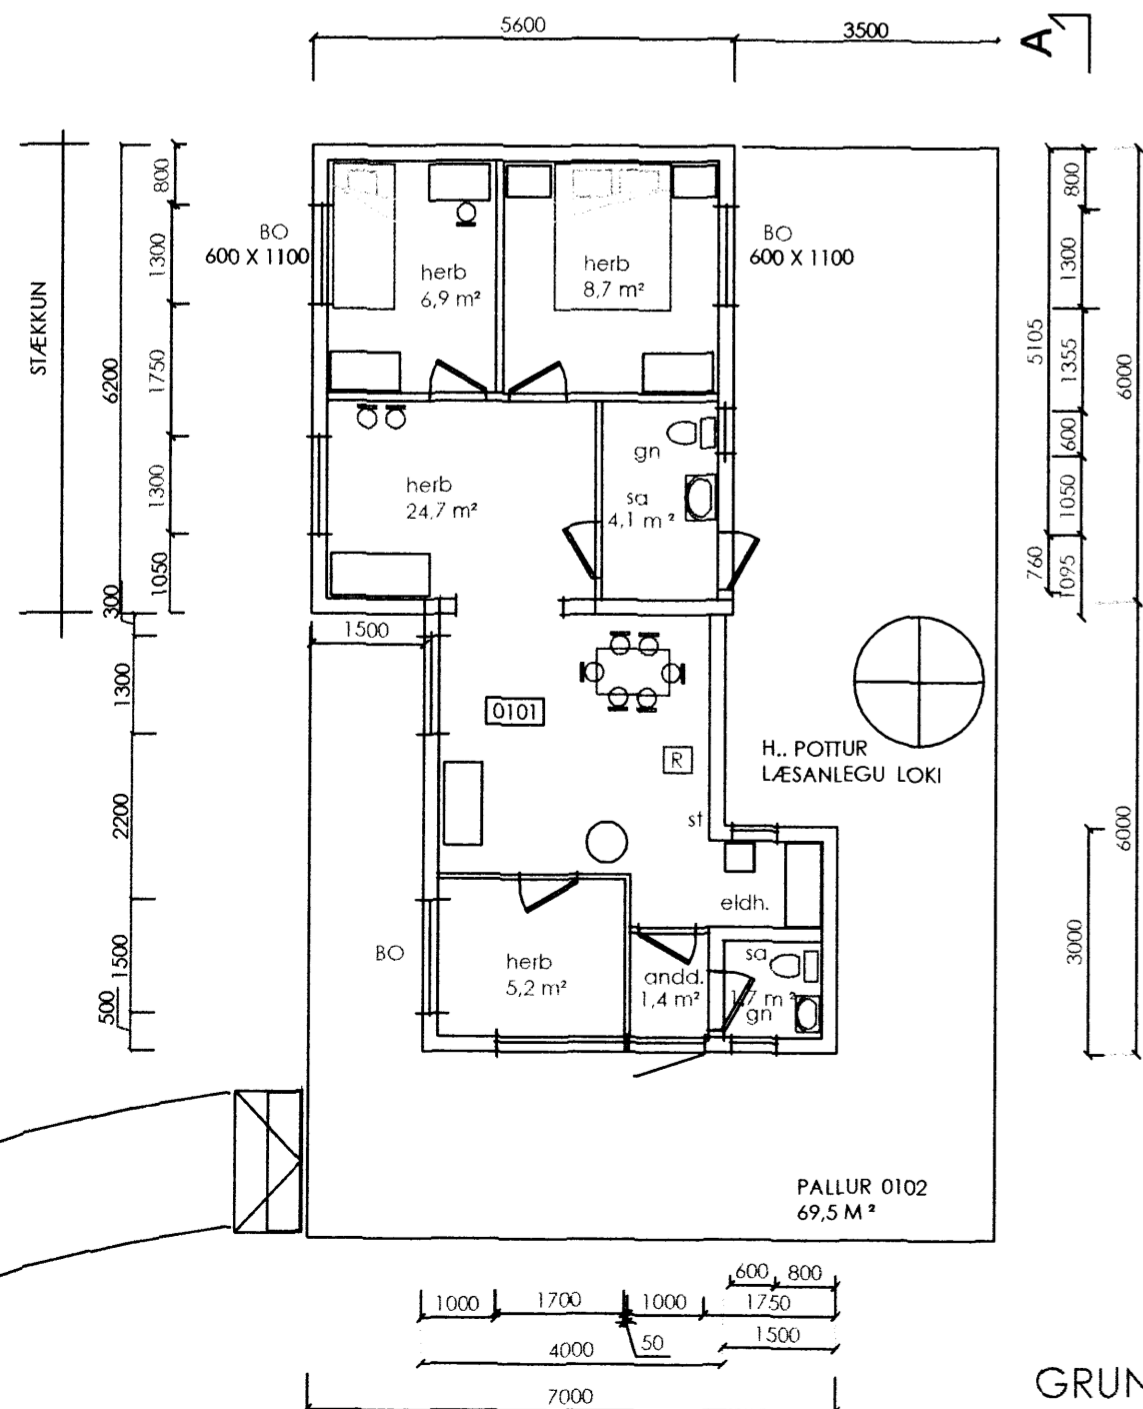 5600
3500
A
800
800
BO
600 X 1100
BO
600 X 1100
1300
1300
herb
6,9 m²
herb
8,7 m²
STÆKKUN
6200
1750
5105
1355
6000
600
gn
herb
24,7 m²
sa
4,1 m²
1300
1050
1050
760
1095
300
1500
1300
0101
R
H.. POTTUR
LÆSANLEGU LOKI
2200
st
6000
eldh.
3000
BO
1500
herb
5,2 m²
andd.
1,4 m²
sa
1,7 m²
gn
500
PALLUR 0102
69,5 M²
600
800
1000
1700
1000
1750
50
1500
4000
7000
GRUN